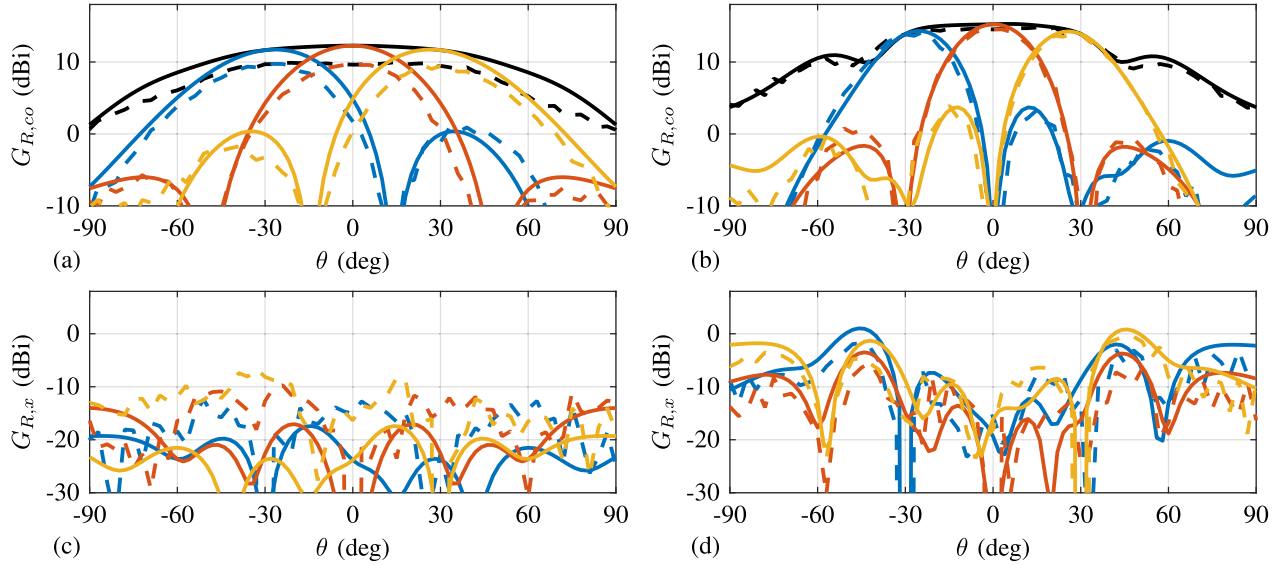 G_{R,co} (dBi)
10
0
-10
-90 -60 -30 0 30 60 90
(a) θ (deg)
G_{R,co} (dBi)
10
0
-10
-90 -60 -30 0 30 60 90
(b) θ (deg)
G_{R,x} (dBi)
0
-10
-20
-30
-90 -60 -30 0 30 60 90
(c) θ (deg)
G_{R,x} (dBi)
0
-10
-20
-30
-90 -60 -30 0 30 60 90
(d) θ (deg)